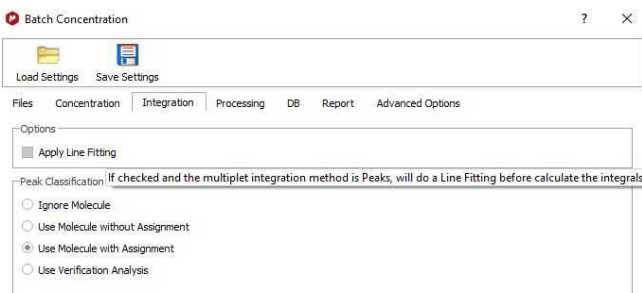 Batch Concentration
? ×
Load Settings Save Settings
Files Concentration Integration Processing DB Report Advanced Options
Options
Apply Line Fitting
If checked and the multiplet integration method is Peaks, will do a Line Fitting before calculate the integrals
Peak Classification
Ignore Molecule
Use Molecule without Assignment
Use Molecule with Assignment
Use Verification Analysis